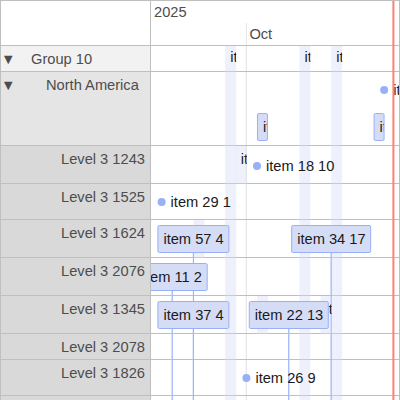 2025
Oct
▼ Group 10
it it it
▼ North America
it
Level 3 1243
it item 18 10
Level 3 1525
item 29 1
Level 3 1624
item 57 4 item 34 17
Level 3 2076
em 11 2
Level 3 1345
item 37 4 item 22 13
Level 3 2078
Level 3 1826
item 26 9